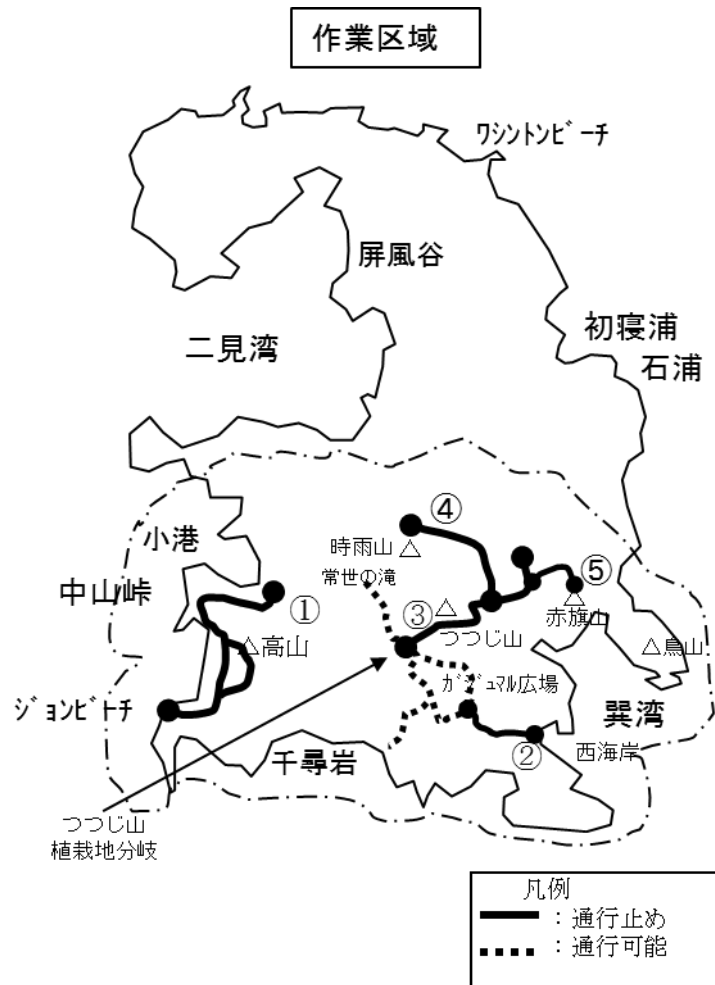 作業区域
ワシントンビーチ
屏風谷
初寝浦
二見湾
石浦
小港
④
時雨山
常世の滝
中山峠
⑤
①
③
赤旗山
つつじ山
高山
鳥山
ガジュマル広場
ジョンビーチ
巽湾
②
西海岸
千尋岩
つつじ山
植栽地分岐
凡例
：通行止め
：通行可能